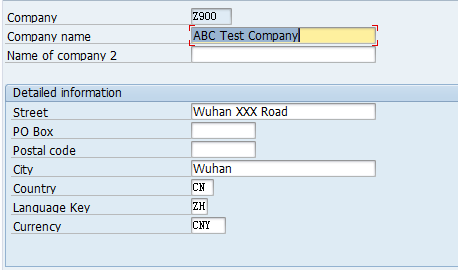 Company Z900
Company name ABC Test Company
Name of company 2
Detailed information
Street Wuhan XXX Road
PO Box
Postal code
City Wuhan
Country CN
Language Key ZH
Currency CNY